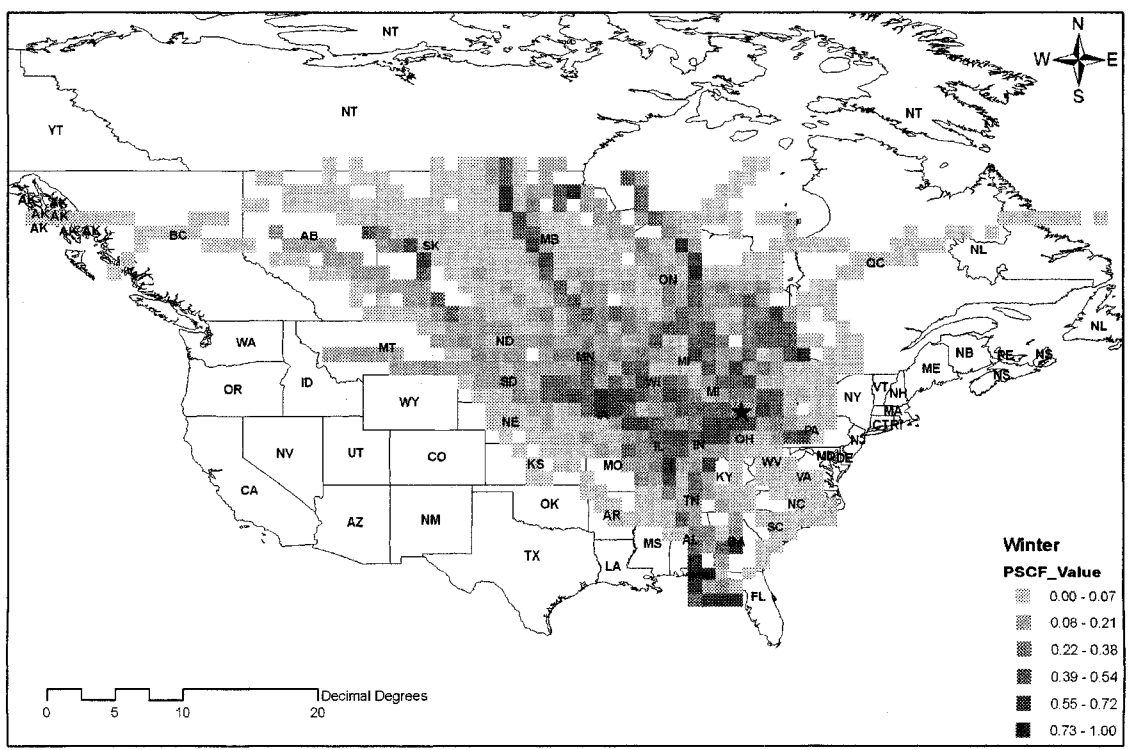 NT
N
W E
S
NT
NT
YT
AK AK
AK AK
AK AK AK
BC
AB
SK
MB
ON
QC
NL
NL
WA
MT
ND
MN
MI
NB
PE
NS
ME
NS
OR
ID
WY
SD
WI
MI
NY
VT
NH
MA
CT RI
NE
IA
IL
IN
OH
PA
NJ
NV
UT
CO
KS
MO
KY
WV
MD DE
VA
CA
AZ
NM
OK
AR
TN
NC
SC
TX
LA
MS
AL
GA
FL
Winter
PSCF_Value
0.00 - 0.07
0.08 - 0.21
0.22 - 0.38
0.39 - 0.54
0.55 - 0.72
0.73 - 1.00
Decimal Degrees
0 5 10 20